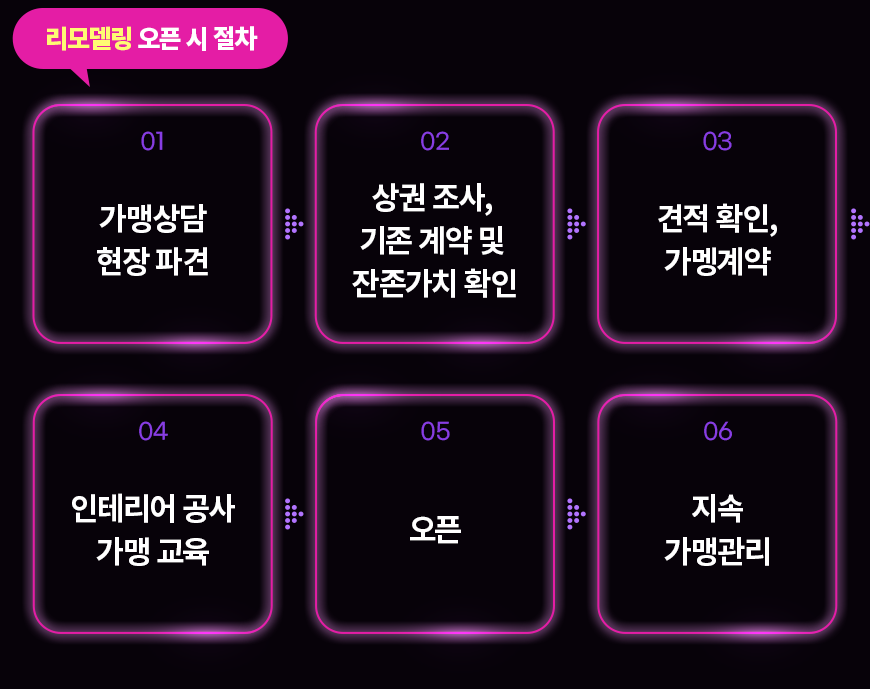 리모델링 오픈 시 절차
01
가맹상담
현장 파견
02
상권 조사,
기존 계약 및
잔존가치 확인
03
견적 확인,
가멩계약
04
인테리어 공사
가맹 교육
05
오픈
06
지속
가맹관리